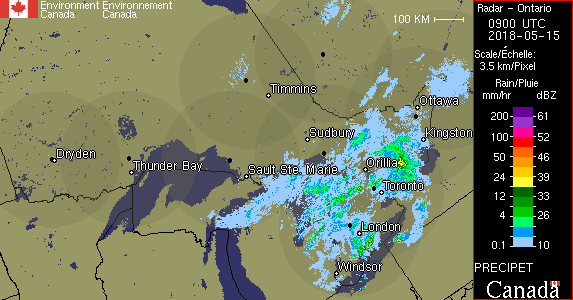 Environment Environnement
Canada Canada
100 KM
Timmins
Ottawa
Sudbury
Kingston
Dryden
Thunder Bay
Sault Ste. Marie
Orillia
Toronto
London
Windsor
Radar - Ontario
0900 UTC
2018-05-15
Scale/Échelle:
3.5 km/Pixel
Rain/Pluie
mm/hr dBZ
200 61
100 52
50 46
24 39
12 33
4 26
0.1 10
PRECIPET
Canada